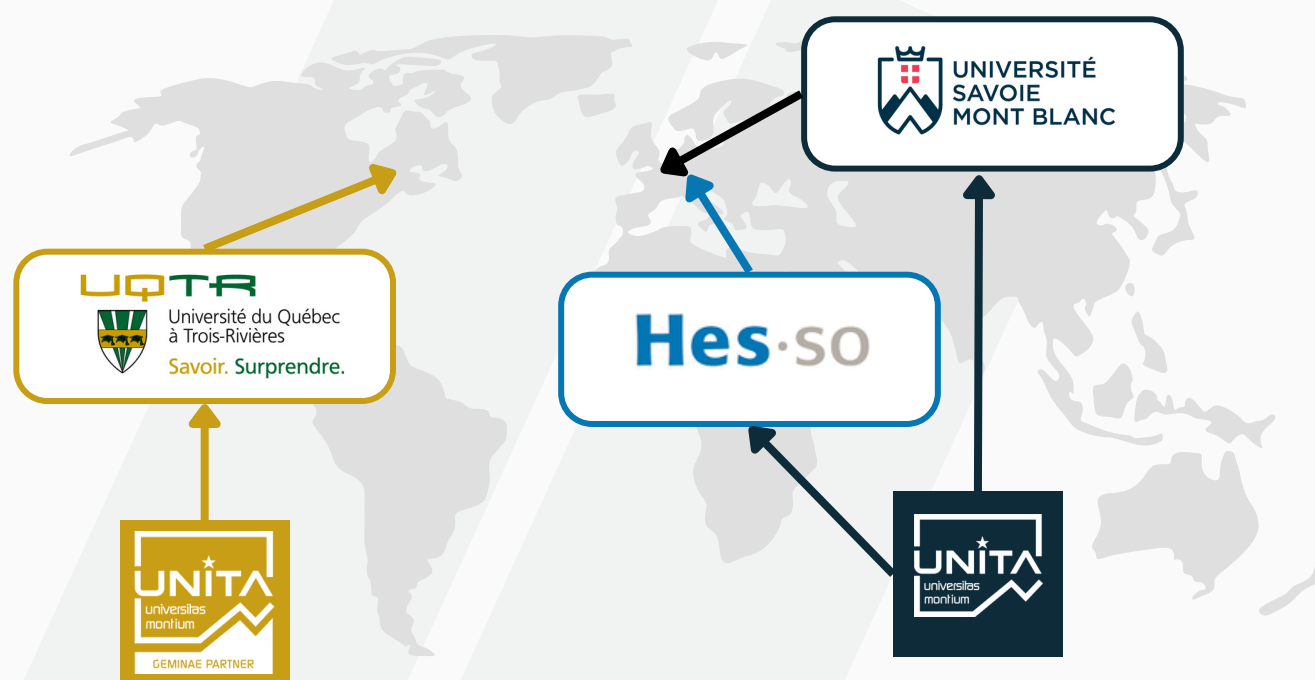 UNIVERSITÉ
SAVOIE
MONT BLANC
UQTR
Université du Québec
à Trois-Rivières
Savoir. Surprendre.
Hes·so
UNITA
universitas
montium
GEMINAE PARTNER
UNITA
universitas
montium